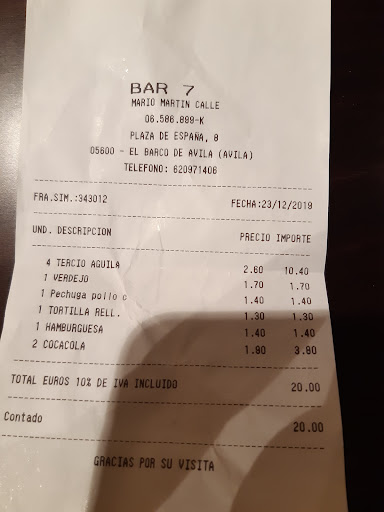 BAR 7
MARIO MARTIN CALLE
06.586.889-K
PLAZA DE ESPAÑA, 8
05600 - EL BARCO DE AVILA (AVILA)
TELEFONO: 620971406
FRA.SIM.:343012 FECHA:23/12/2019
UND. DESCRIPCION PRECIO IMPORTE
4 TERCIO AGUILA 2.60 10.40
1 VERDEJO 1.70 1.70
1 Pechuga pollo c 1.40 1.40
1 TORTILLA RELL. 1.30 1.30
1 HAMBURGUESA 1.40 1.40
2 COCACOLA 1.90 3.80
TOTAL EUROS 10% DE IVA INCLUIDO 20.00
Contado 20.00
GRACIAS POR SU VISITA